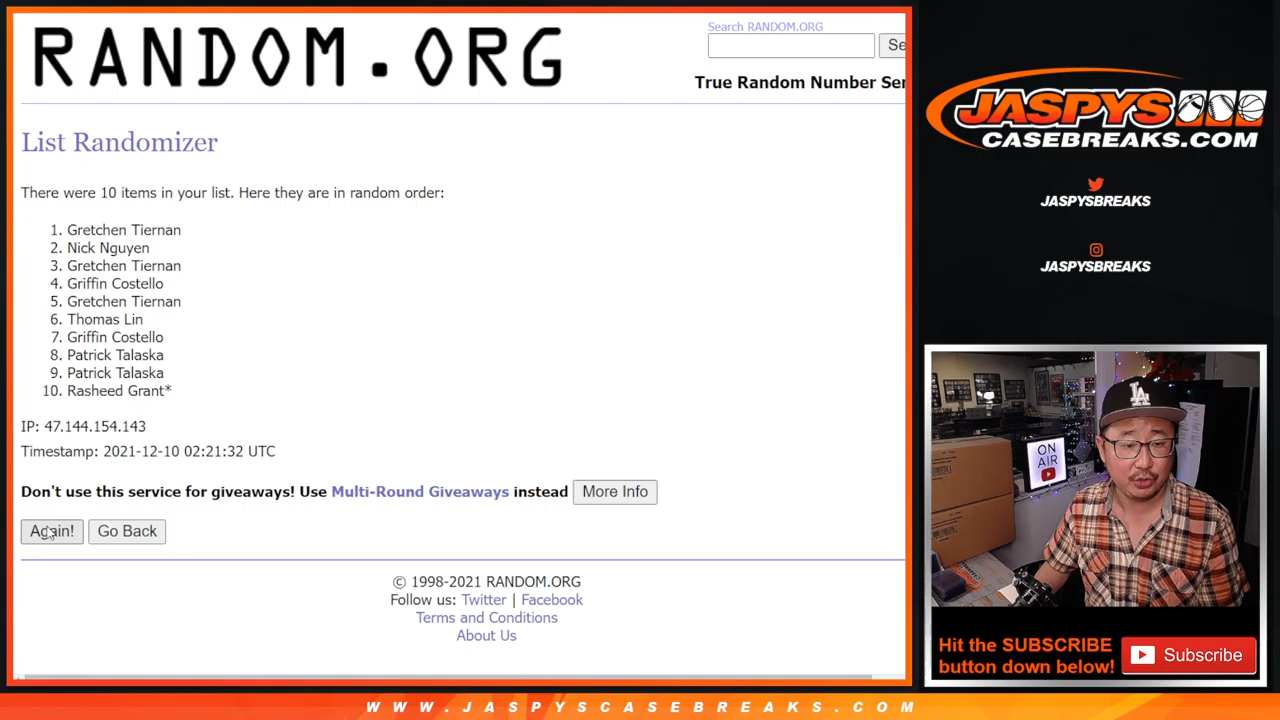 RANDOM.ORG
Search RANDOM.ORG
Se
True Random Number Ser
List Randomizer
There were 10 items in your list. Here they are in random order:
1. Gretchen Tiernan
2. Nick Nguyen
3. Gretchen Tiernan
4. Griffin Costello
5. Gretchen Tiernan
6. Thomas Lin
7. Griffin Costello
8. Patrick Talaska
9. Patrick Talaska
10. Rasheed Grant*
IP: 47.144.154.143
Timestamp: 2021-12-10 02:21:32 UTC
Don't use this service for giveaways! Use Multi-Round Giveaways instead More Info
Again! Go Back
© 1998-2021 RANDOM.ORG
Follow us: Twitter | Facebook
Terms and Conditions
About Us
JASPYS
CASEBREAKS.COM
JASPYSBREAKS
JASPYSBREAKS
ON
AIR
LA
Hit the SUBSCRIBE
button down below!
Subscribe
WWW.JASPYSCASEBREAKS.COM